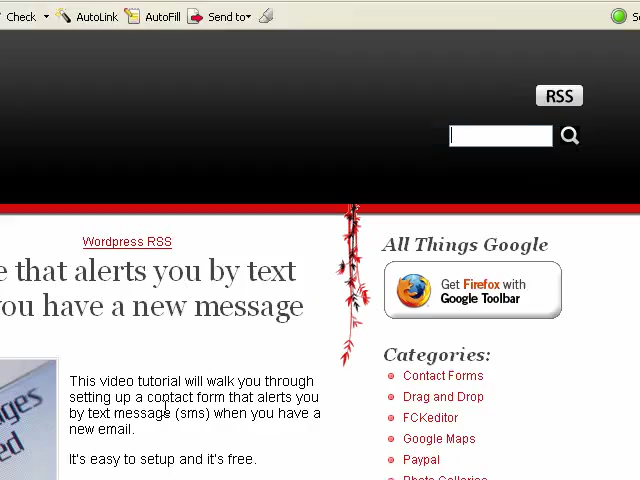 Check AutoLink AutoFill Send to
RSS
Wordpress RSS
e that alerts you by text
you have a new message
All Things Google
Get Firefox with
Google Toolbar
Categories:
Contact Forms
Drag and Drop
FCKeditor
Google Maps
Paypal
This video tutorial will walk you through
setting up a contact form that alerts you
by text message (sms) when you have a
new email.
It's easy to setup and it's free.